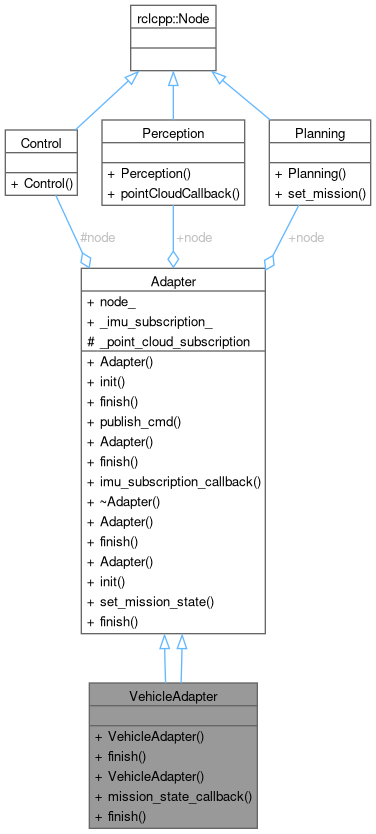 rclcpp::Node
Control
+ Control()
Perception
+ Perception()
+ pointCloudCallback()
Planning
+ Planning()
+ set_mission()
#node
+node
+node
Adapter
+ node_
+ _imu_subscription_
# _point_cloud_subscription
+ Adapter()
+ init()
+ finish()
+ publish_cmd()
+ Adapter()
+ finish()
+ imu_subscription_callback()
+ ~Adapter()
+ Adapter()
+ finish()
+ Adapter()
+ init()
+ set_mission_state()
+ finish()
VehicleAdapter
+ VehicleAdapter()
+ finish()
+ VehicleAdapter()
+ mission_state_callback()
+ finish()